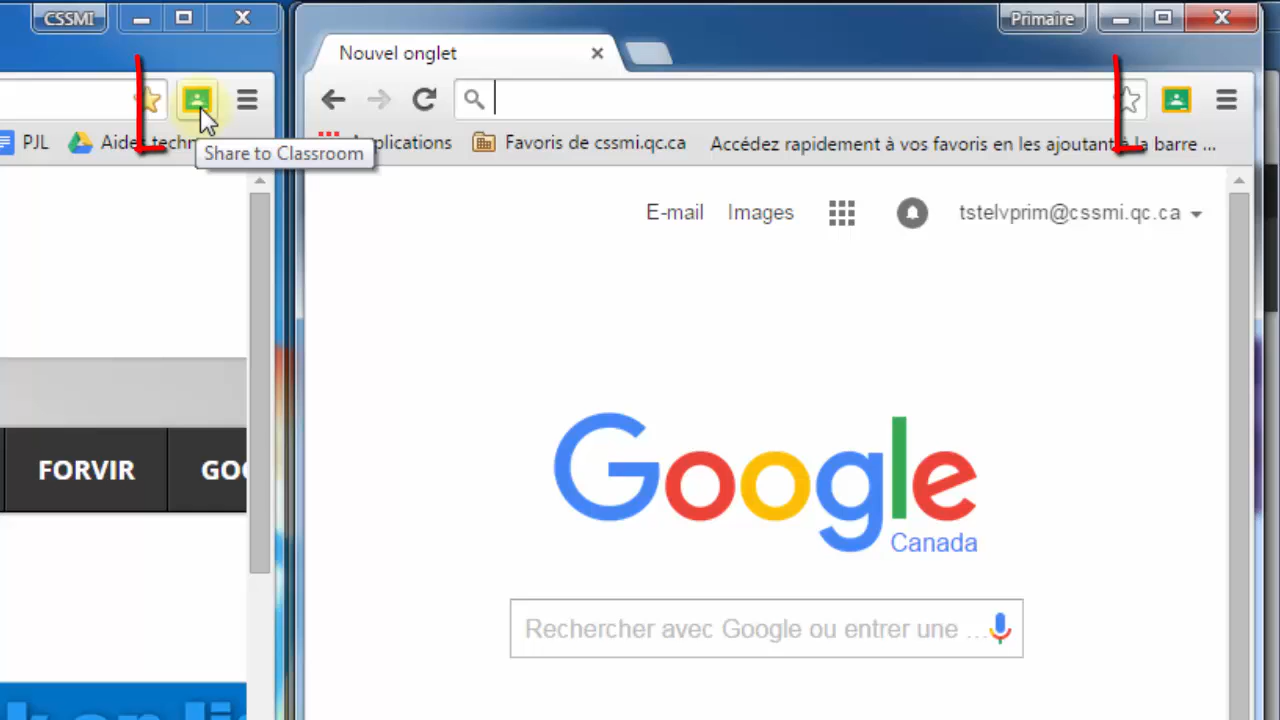 CSSMI
Primaire
Nouvel onglet
PJL
Share to Classroom
Favoris de cssmi.qc.ca
Accédez rapidement à vos favoris en les ajoutant à la barre ...
E-mail
Images
tstelvprim@cssmi.qc.ca
FORVIR
Google
Canada
Rechercher avec Google ou entrer une ...